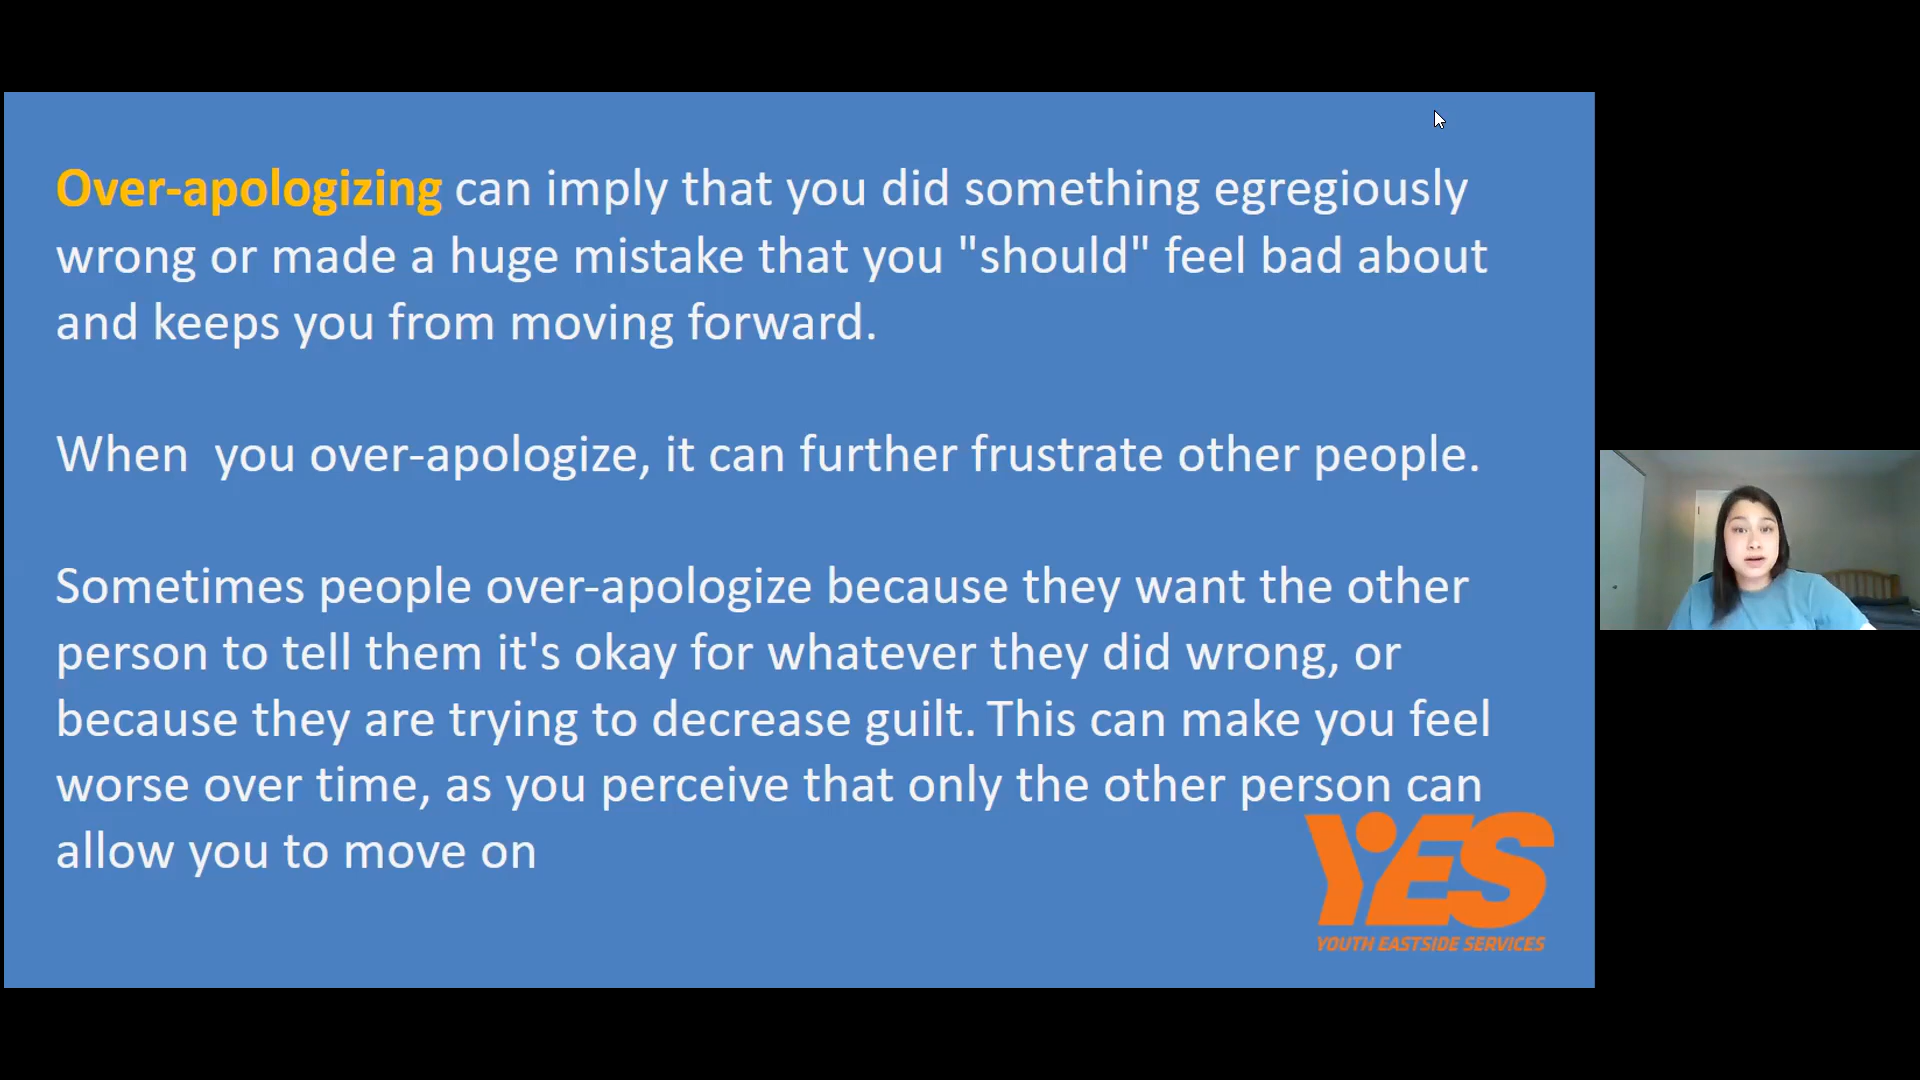 Over-apologizing can imply that you did something egregiously
wrong or made a huge mistake that you "should" feel bad about
and keeps you from moving forward.
When  you over-apologize, it can further frustrate other people.
Sometimes people over-apologize because they want the other
person to tell them it's okay for whatever they did wrong, or
because they are trying to decrease guilt. This can make you feel
worse over time, as you perceive that only the other person can
allow you to move on
YES
YOUTH EASTSIDE SERVICES